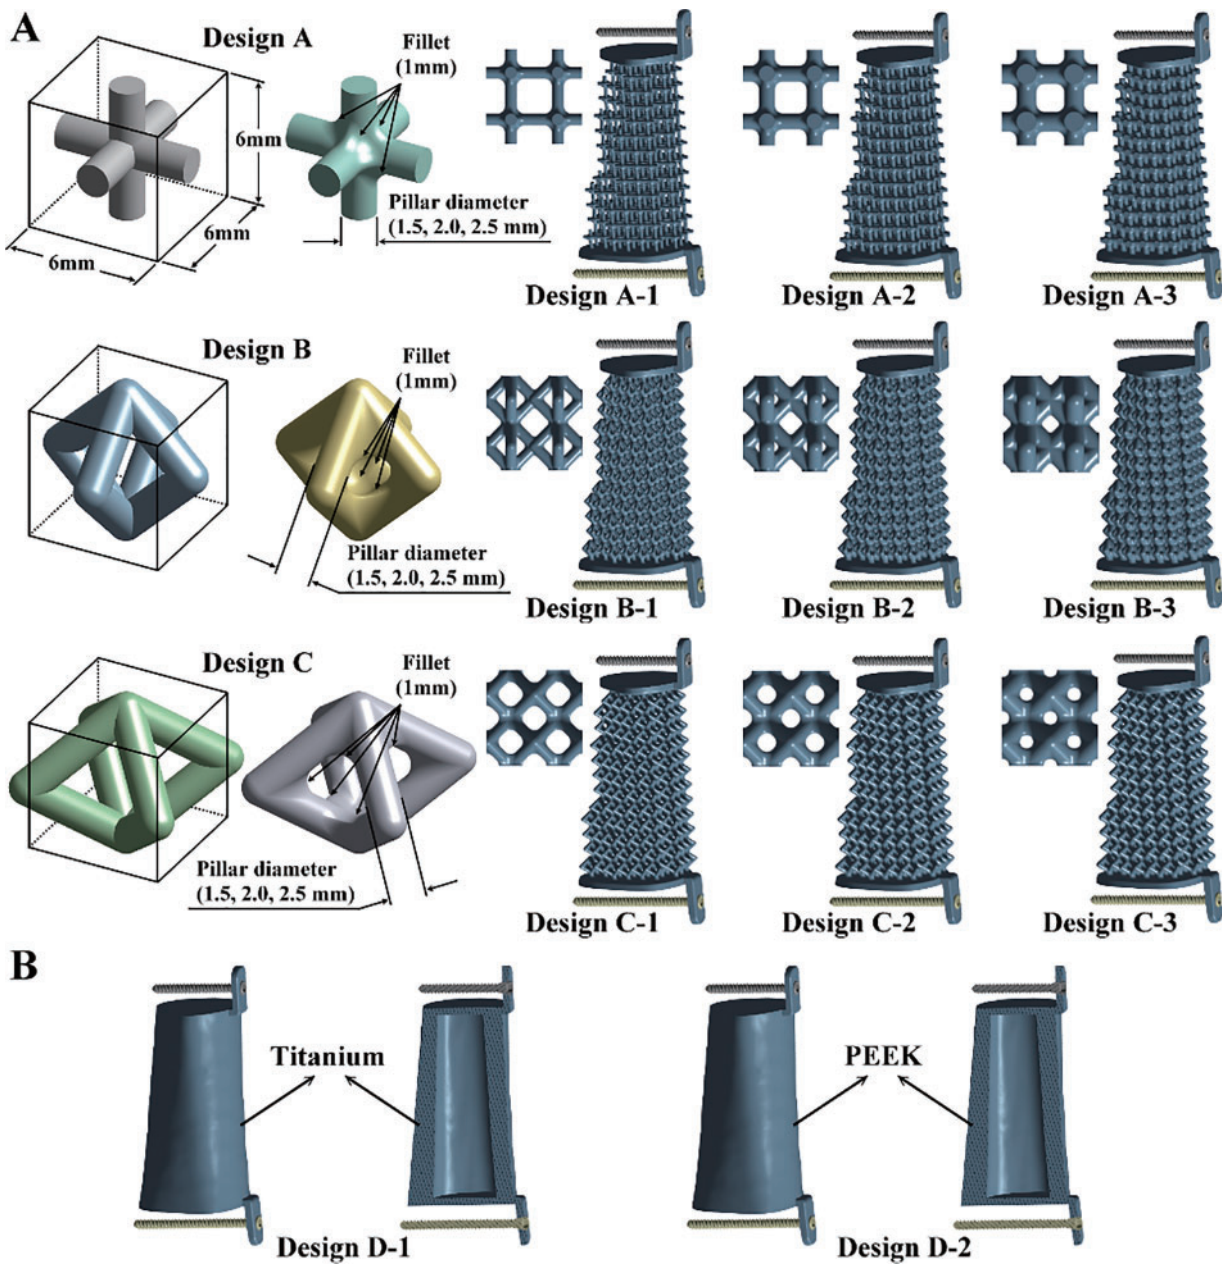 A
Design A
Fillet
(1mm)
6mm
6mm
6mm
Pillar diameter
(1.5, 2.0, 2.5 mm)
Design A-1
Design A-2
Design A-3
Design B
Fillet
(1mm)
Pillar diameter
(1.5, 2.0, 2.5 mm)
Design B-1
Design B-2
Design B-3
Design C
Fillet
(1mm)
Pillar diameter
(1.5, 2.0, 2.5 mm)
Design C-1
Design C-2
Design C-3
B
Titanium
PEEK
Design D-1
Design D-2